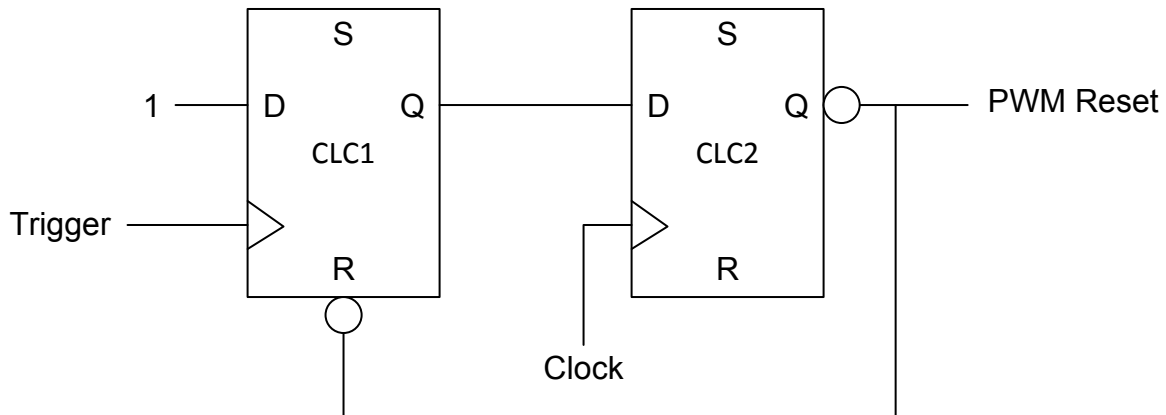 S
S
1
D
Q
D
Q
PWM Reset
CLC1
CLC2
Trigger
R
R
Clock